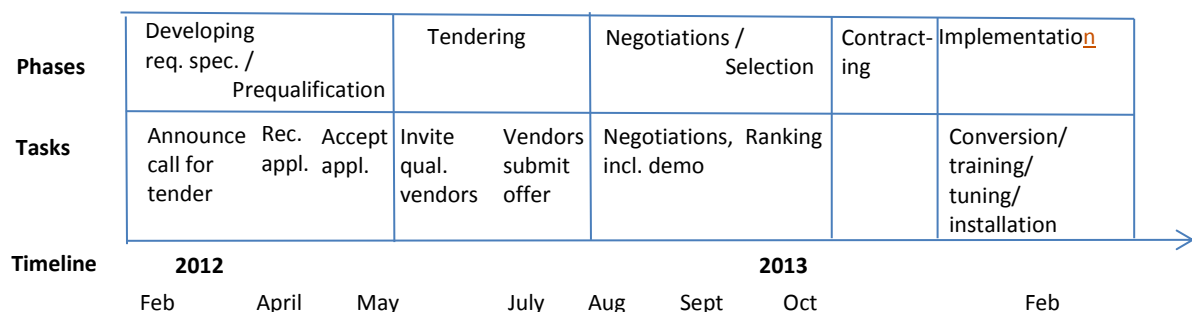 Phases
Developing
req. spec. /
Prequalification
Tendering
Negotiations /
Selection
Contract-
ing
Implementation
Tasks
Announce
call for
tender
Rec.
appl.
Accept
appl.
Invite
qual.
vendors
Vendors
submit
offer
Negotiations,
incl. demo
Ranking
Conversion/
training/
tuning/
installation
Timeline
2012
2013
Feb
April
May
July
Aug
Sept
Oct
Feb